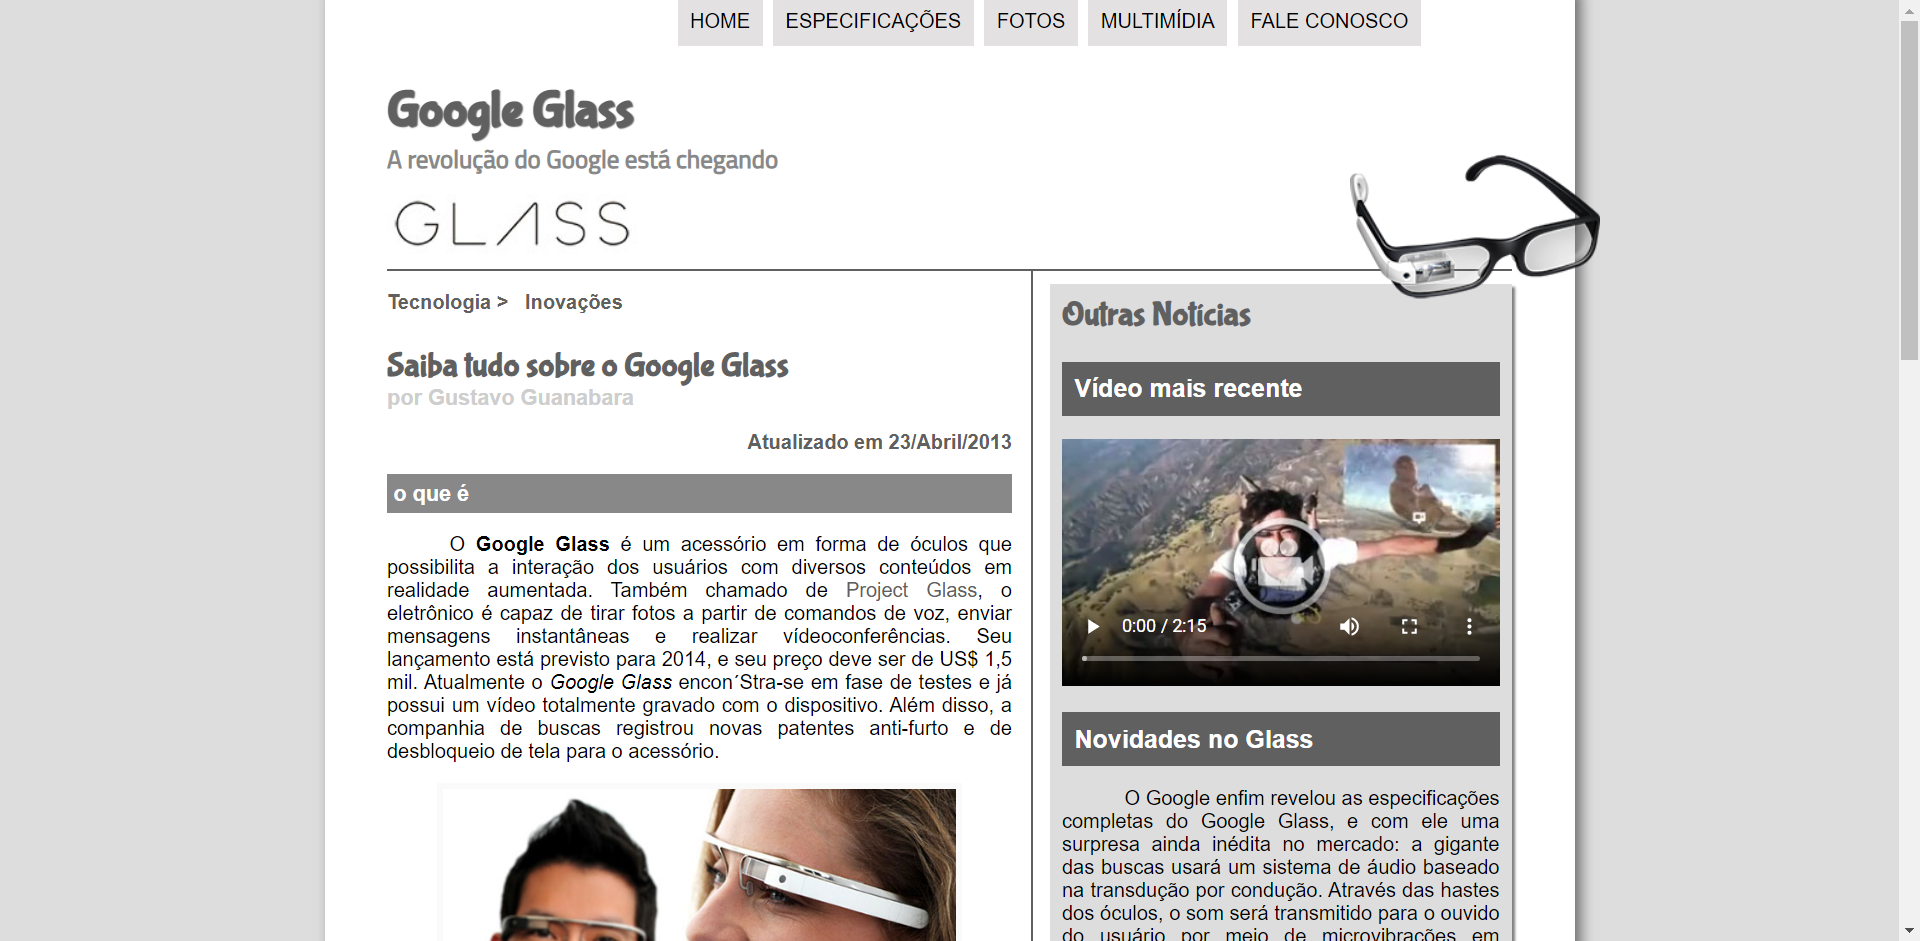 HOME ESPECIFICAÇÕES FOTOS MULTIMÍDIA FALE CONOSCO
Google Glass
A revolução do Google está chegando
GLASS
Tecnologia > Inovações
Saiba tudo sobre o Google Glass
por Gustavo Guanabara
Atualizado em 23/Abril/2013
o que é
O Google Glass é um acessório em forma de óculos que
possibilita a interação dos usuários com diversos conteúdos em
realidade aumentada. Também chamado de Project Glass, o
eletrônico é capaz de tirar fotos a partir de comandos de voz, enviar
mensagens instantâneas e realizar vídeoconferências. Seu
lançamento está previsto para 2014, e seu preço deve ser de US$ 1,5
mil. Atualmente o Google Glass encon´Stra-se em fase de testes e já
possui um vídeo totalmente gravado com o dispositivo. Além disso, a
companhia de buscas registrou novas patentes anti-furto e de
desbloqueio de tela para o acessório.
Outras Notícias
Vídeo mais recente
0:00 / 2:15
Novidades no Glass
O Google enfim revelou as especificações
completas do Google Glass, e com ele uma
surpresa ainda inédita no mercado: a gigante
das buscas usará um sistema de áudio baseado
na transdução por condução. Através das hastes
dos óculos, o som será transmitido para o ouvido
do usuário por meio de microvibrações em